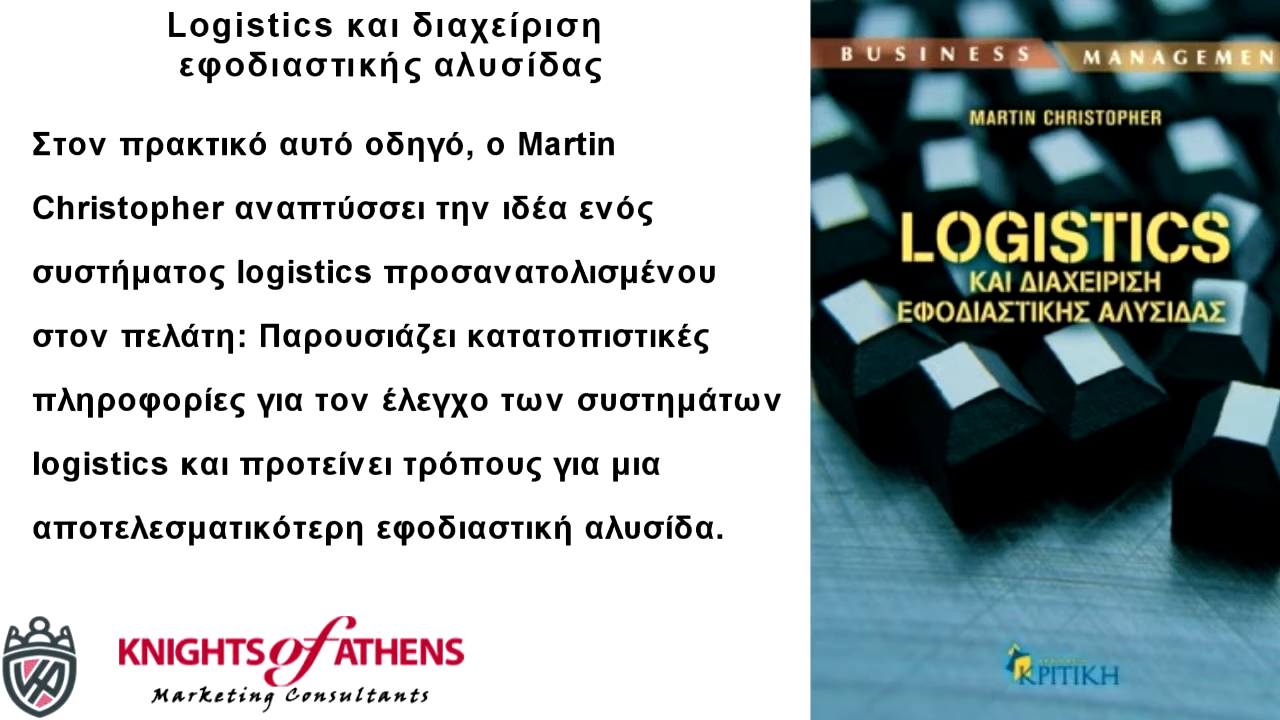 Logistics και διαχείριση
εφοδιαστικής αλυσίδας
Στον πρακτικό αυτό οδηγό, ο Martin
Christopher αναπτύσσει την ιδέα ενός
συστήματος logistics προσανατολισμένου
στον πελάτη: Παρουσιάζει κατατοπιστικές
πληροφορίες για τον έλεγχο των συστημάτων
logistics και προτείνει τρόπους για μια
αποτελεσματικότερη εφοδιαστική αλυσίδα.
KNIGHTS of ATHENS
Marketing Consultants
BUSINESS MANAGEMEN
MARTIN CHRISTOPHER
LOGISTICS
ΚΑΙ ΔΙΑΧΕΙΡΙΣΗ
ΕΦΟΔΙΑΣΤΙΚΗΣ ΑΛΥΣΙΔΑΣ
ΚΡΙΤΙΚΗ